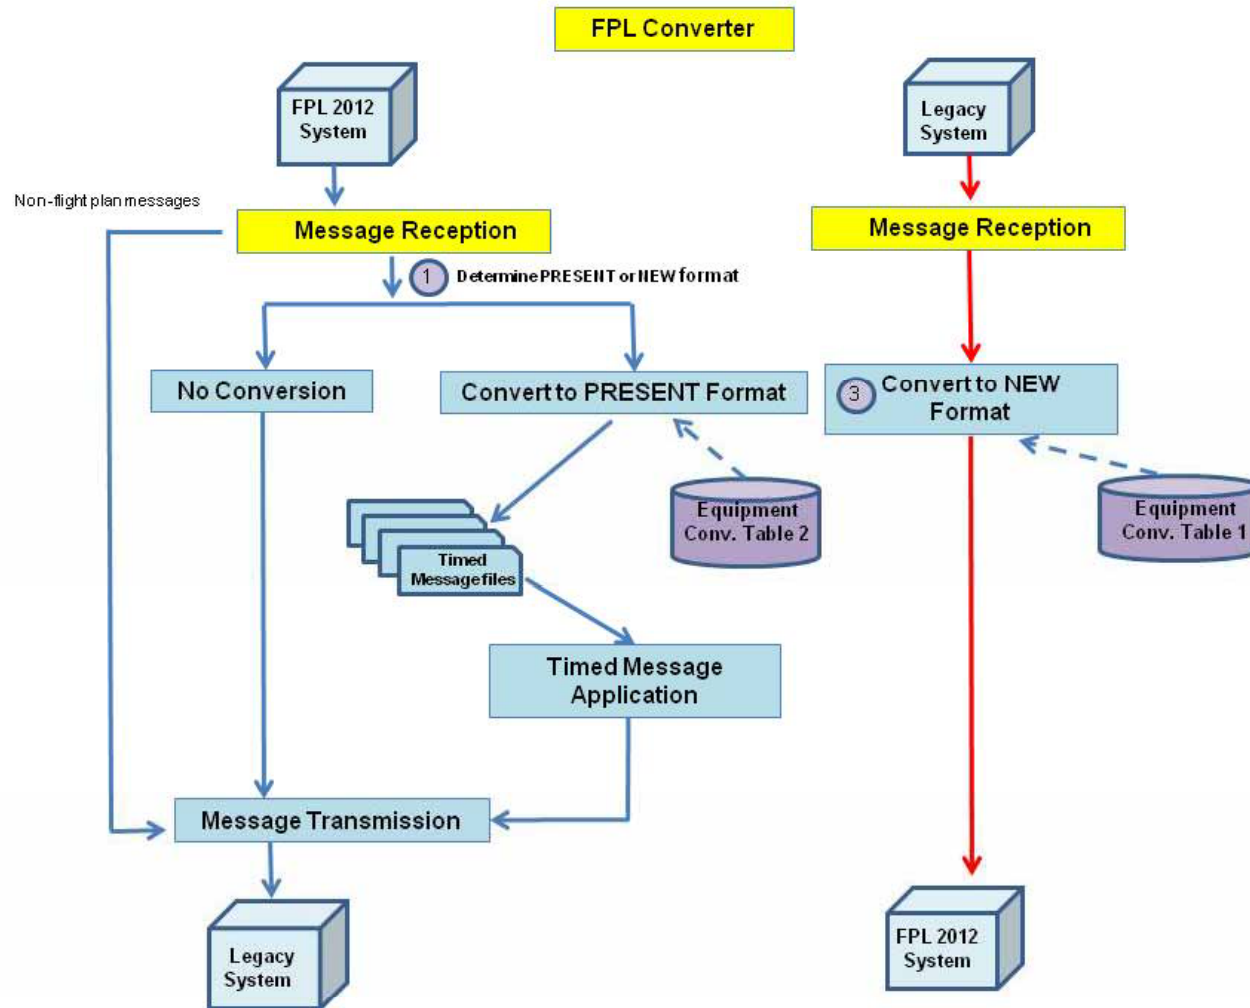 FPL Converter
FPL 2012
System
Legacy
System
Non-flight plan messages
Message Reception
Message Reception
1
Determine PRESENT or NEW format
No Conversion
Convert to PRESENT Format
3
Convert to NEW
Format
Equipment
Conv. Table 2
Equipment
Conv. Table 1
Timed
Message files
Timed Message
Application
Message Transmission
Legacy
System
FPL 2012
System